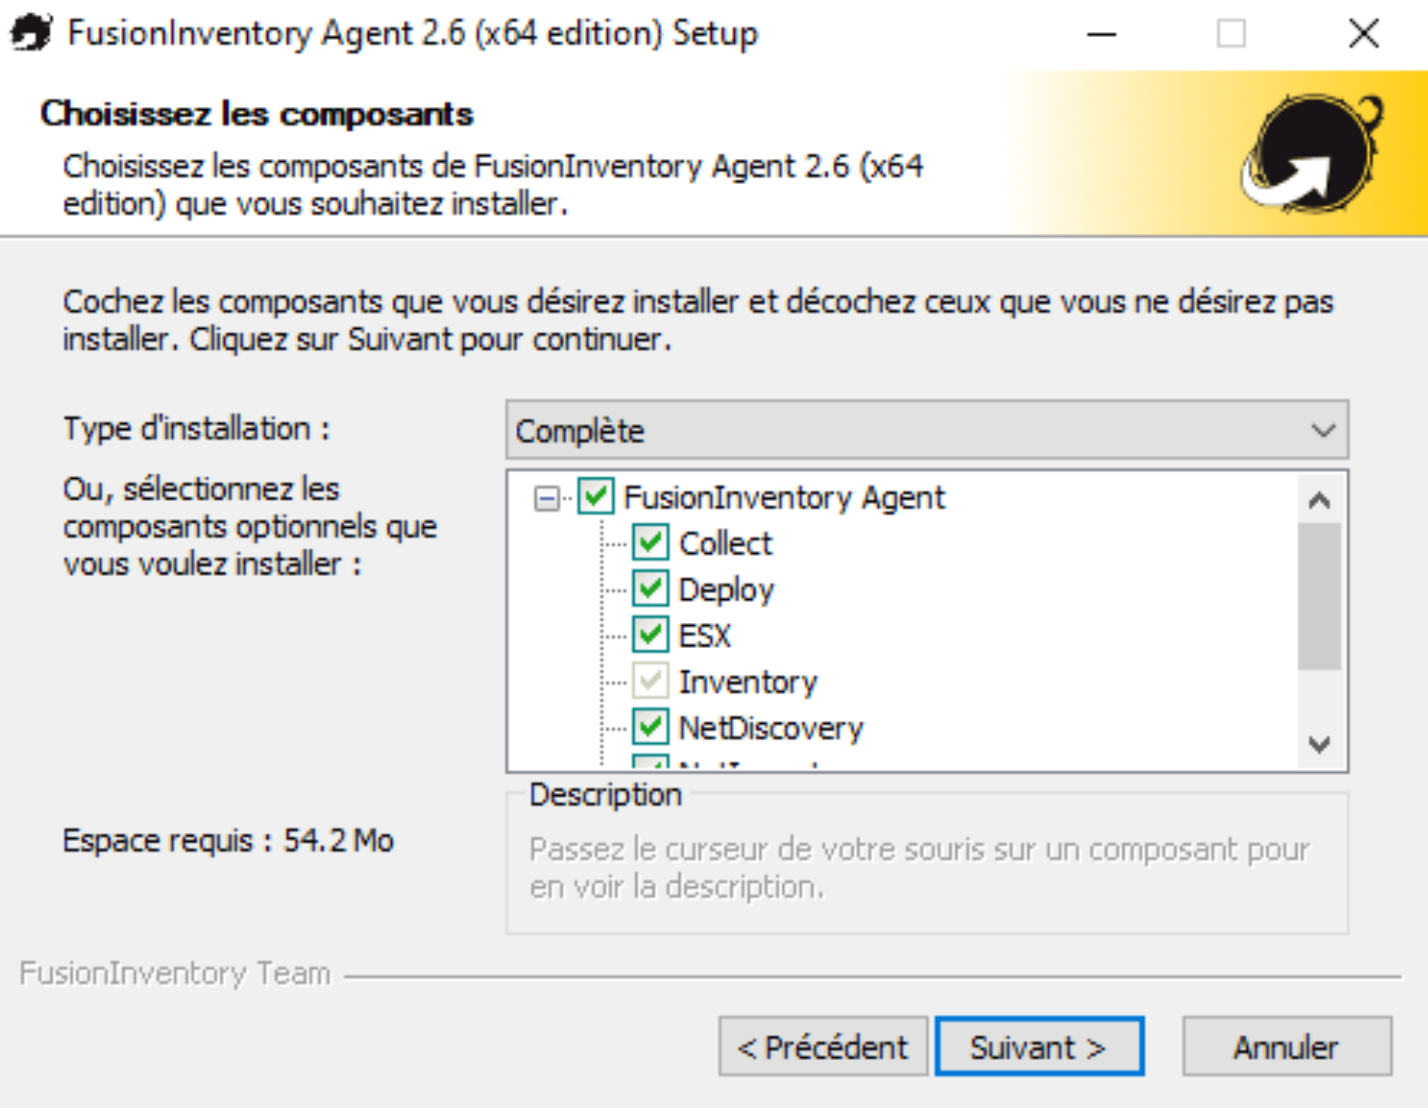 FusionInventory Agent 2.6 (x64 edition) Setup
Choisissez les composants
Choisissez les composants de FusionInventory Agent 2.6 (x64
edition) que vous souhaitez installer.
Cochez les composants que vous désirez installer et décochez ceux que vous ne désirez pas
installer. Cliquez sur Suivant pour continuer.
Type d'installation :
Complète
Ou, sélectionnez les
composants optionnels que
vous voulez installer :
FusionInventory Agent
Collect
Deploy
ESX
Inventory
NetDiscovery
Espace requis : 54.2 Mo
Description
Passez le curseur de votre souris sur un composant pour
en voir la description.
FusionInventory Team
< Précédent
Suivant >
Annuler